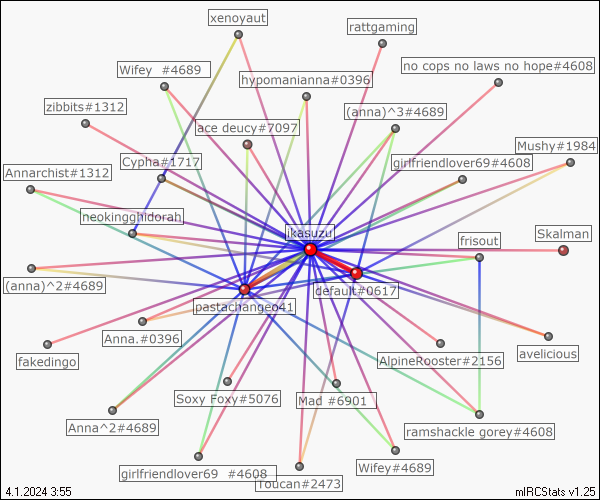 xenoyaut
rattgaming
Wifey  #4689
no cops no laws no hope#4608
hypomanianna#0396
zibbits#1312
(anna)^3#4689
ace deucy#7097
Mushy#1984
Cypha#1717
girlfriendlover69#4608
Annarchist#1312
neokingghidorah
ikasuzu
frisout
Skalman
(anna)^2#4689
default#0617
pastachangeo41
Anna.#0396
avelicious
fakedingo
AlpineRooster#2156
Soxy Foxy#5076
Mad #6901
Anna^2#4689
ramshackle gorey#4608
girlfriendlover69  #4608
Wifey#4689
Toucan#2473
4.1.2024 3:55
mIRCStats v1.25